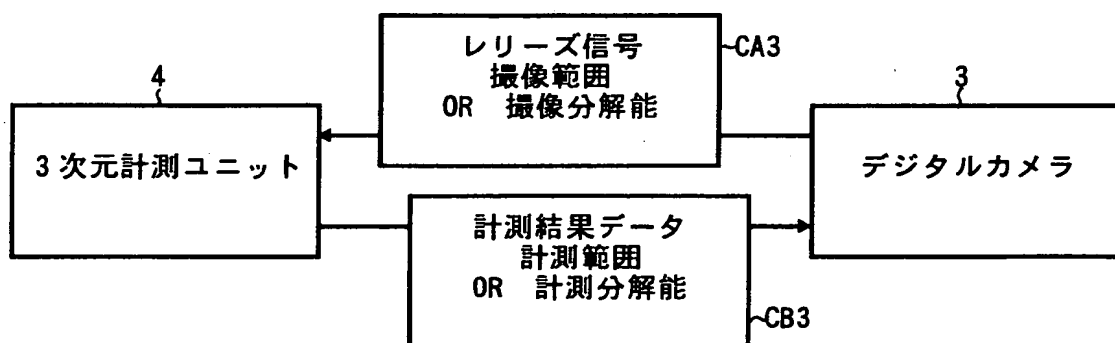 レリーズ信号
撮像範囲
OR 撮像分解能
CA3
4
3次元計測ユニット
3
デジタルカメラ
計測結果データ
計測範囲
OR 計測分解能
CB3